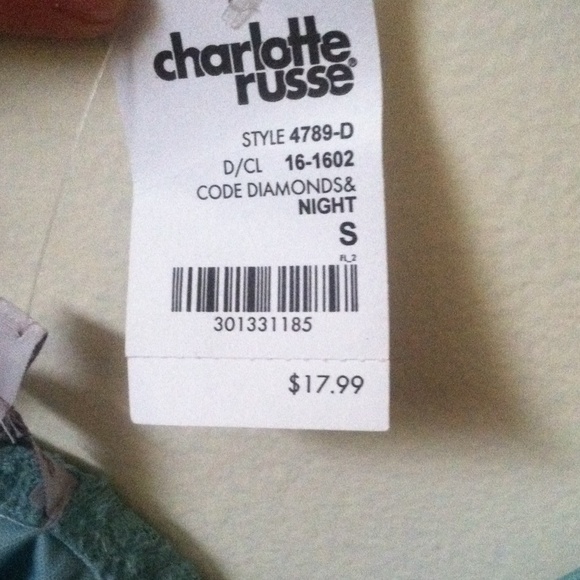 charlotte
russe®
STYLE 4789-D
D/CL 16-1602
CODE DIAMONDS&
NIGHT
S
FL_2
301331185
$17.99